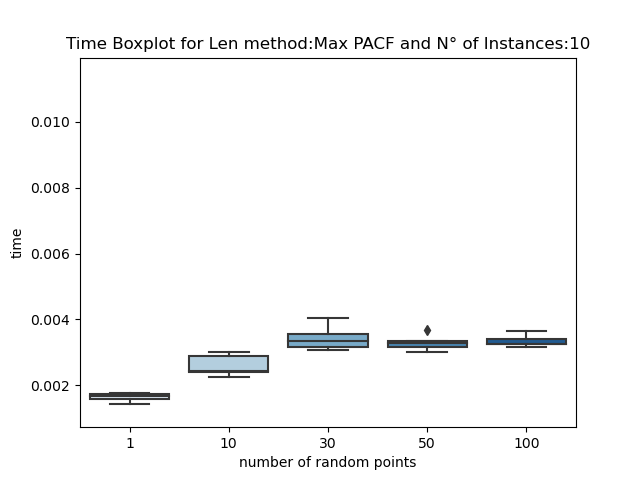 Time Boxplot for Len method:Max PACF and N° of Instances:10
0.010
0.008
0.006
0.004
0.002
time
1 10 30 50 100
number of random points